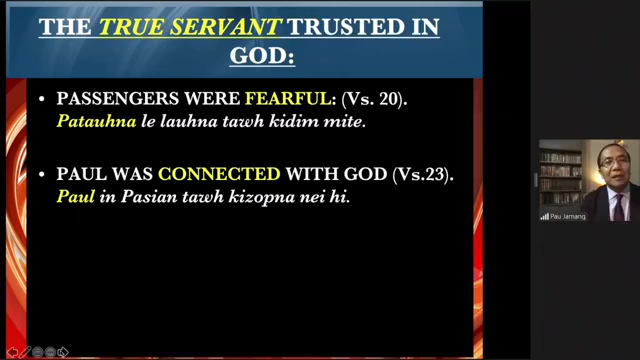 THE TRUE SERVANT TRUSTED IN
GOD:
• PASSENGERS WERE FEARFUL: (Vs. 20).
Patauhna le lauhna tawh kidim mite.
• PAUL WAS CONNECTED WITH GOD (Vs.23).
Paul in Pasian tawh kizopna nei hi.
Pau Jamang